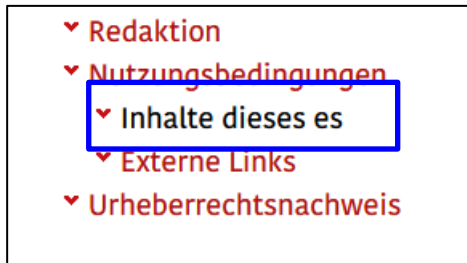 Redaktion
Nutzungsbedingungen
Inhalte dieses es
Externe Links
Urheberrechtsnachweis